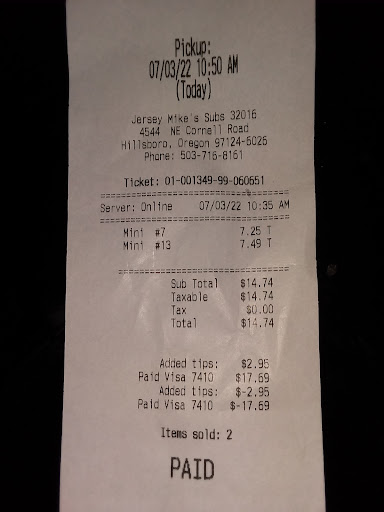 Pickup:
07/03/22 10:50 AM
(Today)
Jersey Mike's Subs 32016
4544 NE Cornell Road
Hillsboro, Oregon 97124-6026
Phone: 503-716-8161
Ticket: 01-001349-99-060651
==============================
Server: Online 07/03/22 10:35 AM
==============================
Mini #7 7.25 T
Mini #13 7.49 T
==============================
Sub Total $14.74
Taxable $14.74
Tax $0.00
Total $14.74
Added tips: $2.95
Paid Visa 7410 $17.69
Added tips: $-2.95
Paid Visa 7410 $-17.69
Items sold: 2
PAID